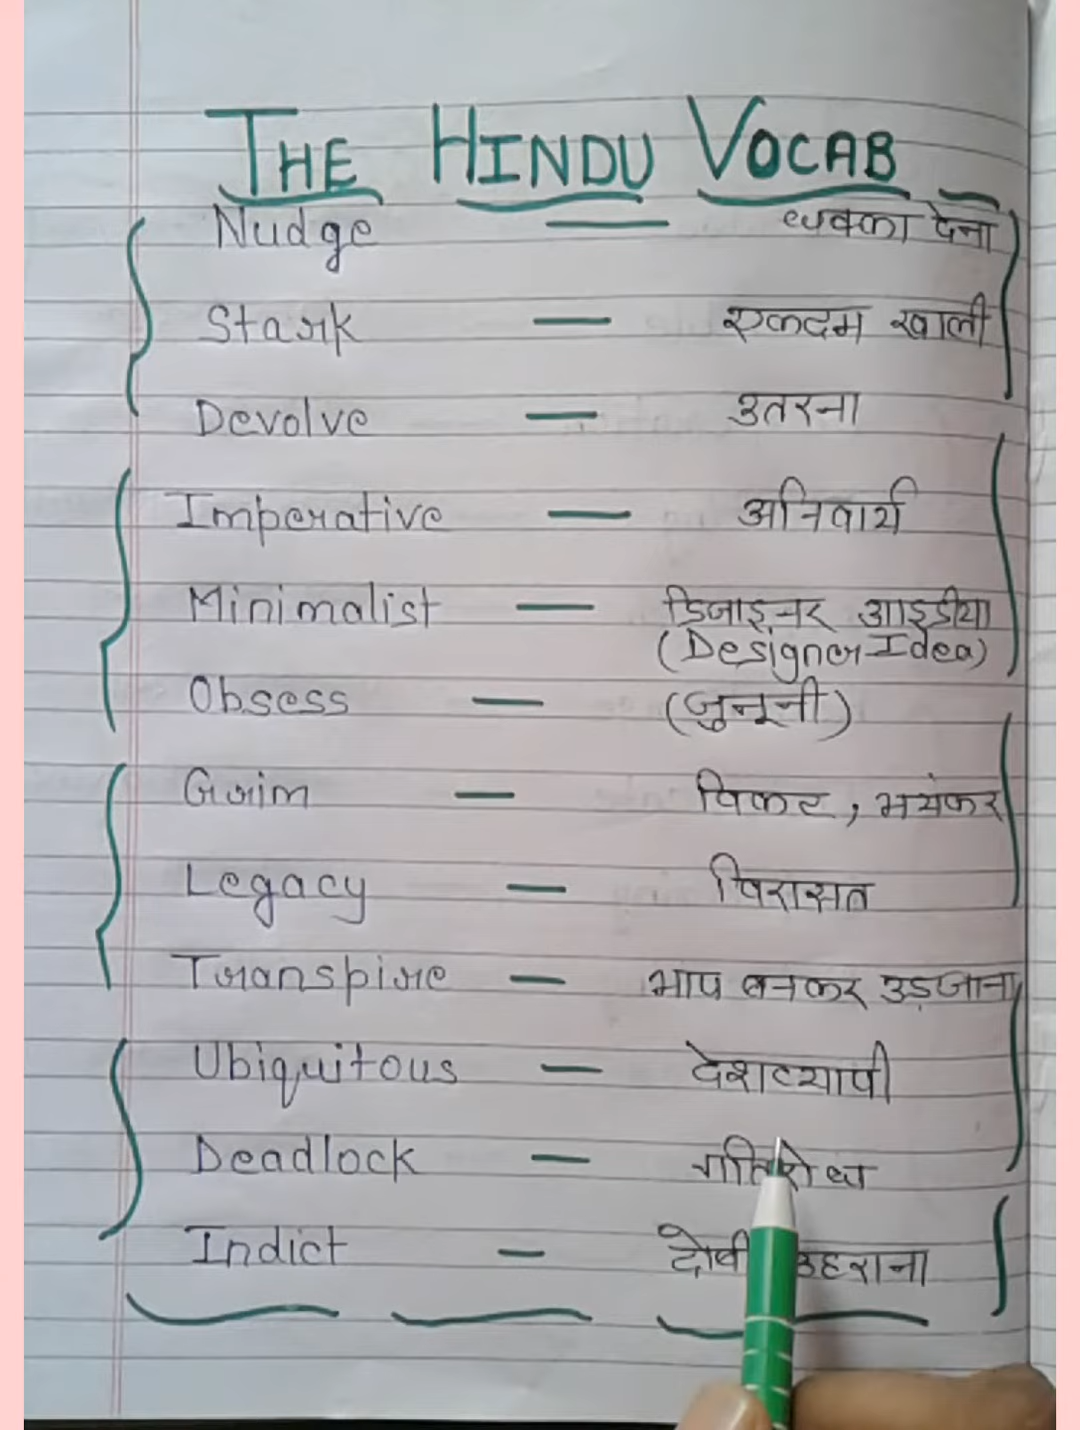 THE HINDU VOCAB
Nudge — धक्का देना
Stark — एकदम खाली
Devolve — उतरना
Imperative — अनिवार्य
Minimalist — डिजाइनर आइडीया
(Designer Idea)
Obsess — (जुनूनी)
Grim — विकट, भयंकर
Legacy — विरासत
Transpire — भाप बनकर उड़जाना
Ubiquitous — देशव्यापी
Deadlock — गतिरोध
Indict — दोषी ठहराना